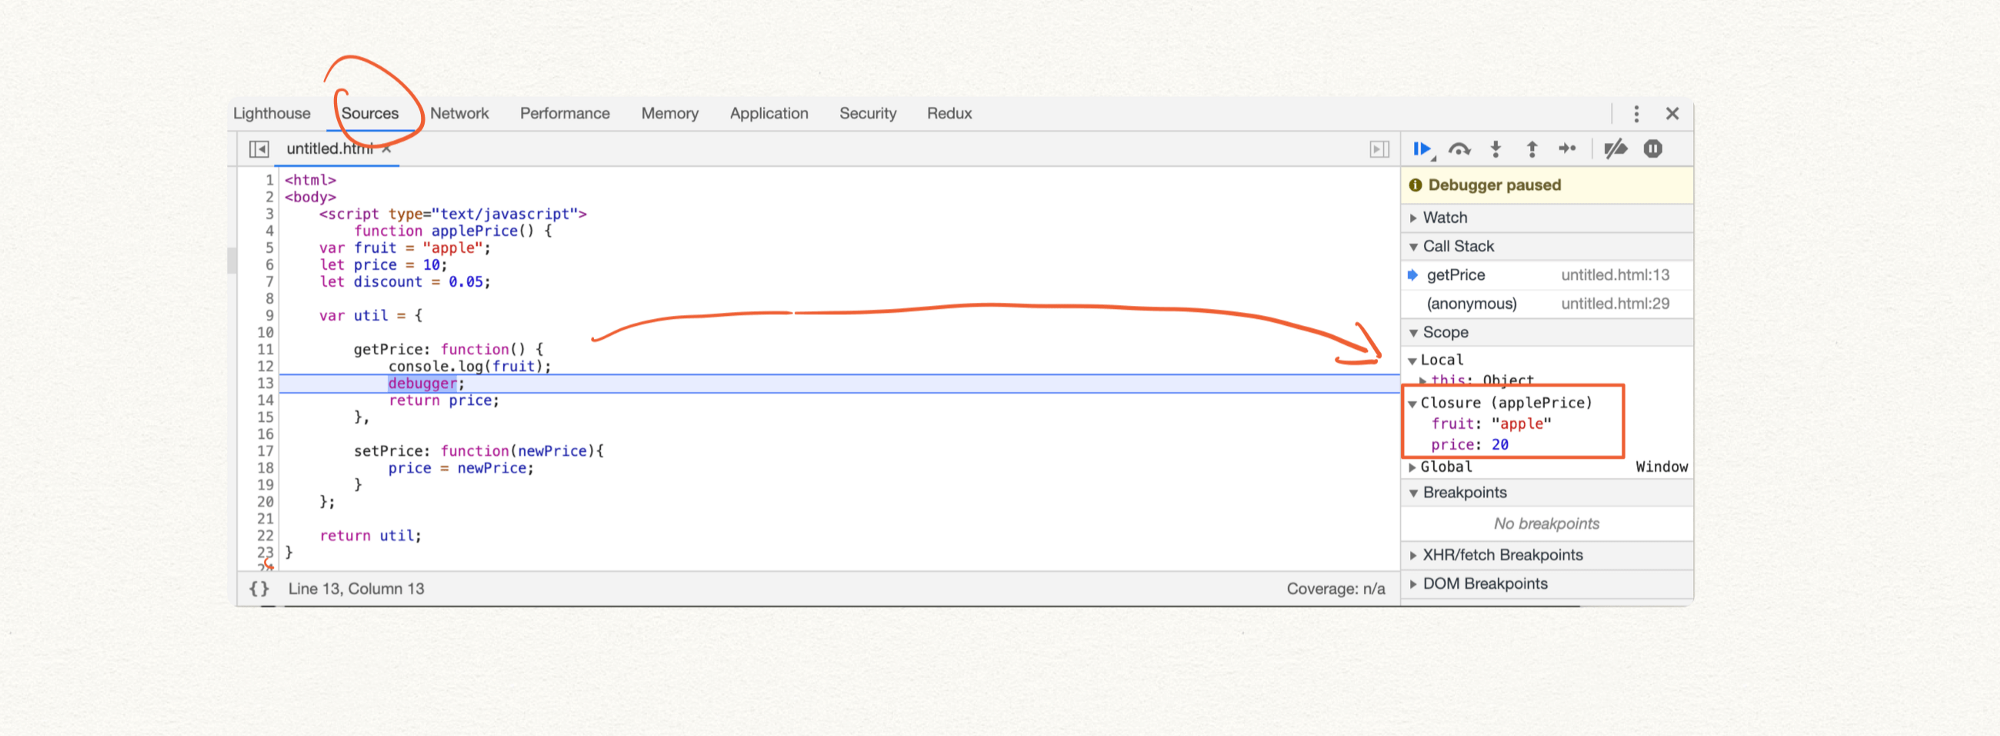 Lighthouse Sources Network Performance Memory Application Security Redux
untitled.html
1 <html>
2 <body>
3 <script type="text/javascript">
4 function applePrice() {
5 var fruit = "apple";
6 let price = 10;
7 let discount = 0.05;
8
9 var util = {
10
11 getPrice: function() {
12 console.log(fruit);
13 debugger;
14 return price;
15 },
16
17 setPrice: function(newPrice){
18 price = newPrice;
19 }
20 };
21
22 return util;
23 }
{} Line 13, Column 13
Coverage: n/a
Debugger paused
Watch
Call Stack
getPrice untitled.html:13
(anonymous) untitled.html:29
Scope
Local
this: Object
Closure (applePrice)
fruit: "apple"
price: 20
Global Window
Breakpoints
No breakpoints
XHR/fetch Breakpoints
DOM Breakpoints